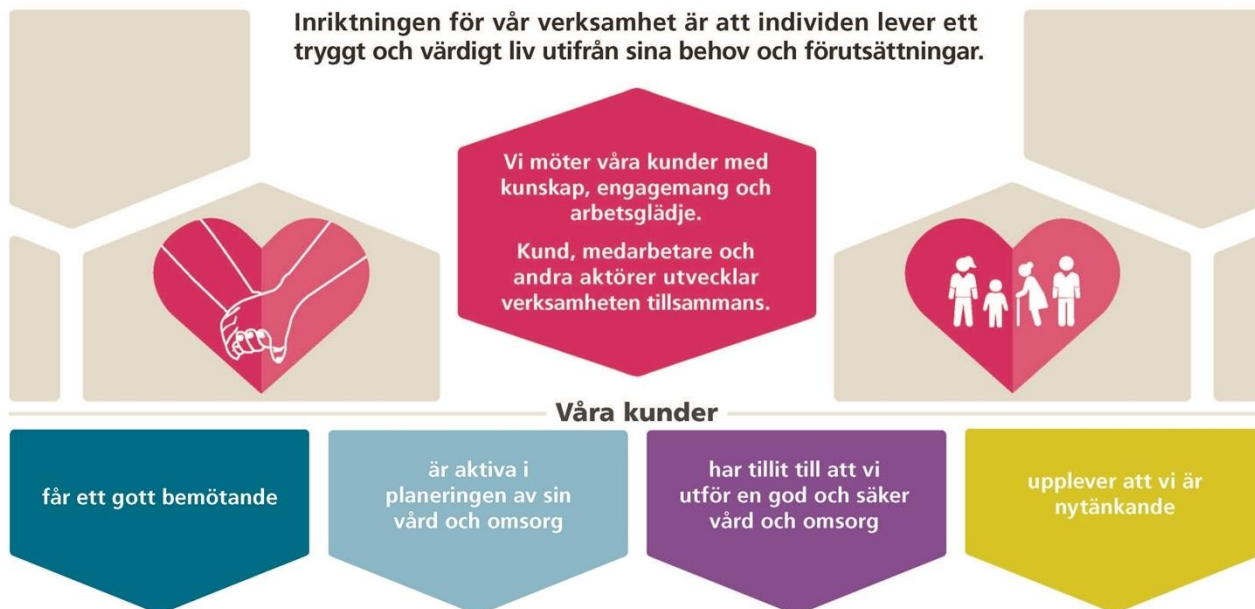 Inriktningen för vår verksamhet är att individen lever ett
tryggt och värdigt liv utifrån sina behov och förutsättningar.
Vi möter våra kunder med
kunskap, engagemang och
arbetsglädje.
Kund, medarbetare och
andra aktörer utvecklar
verksamheten tillsammans.
Våra kunder
får ett gott bemötande
är aktiva i
planeringen av sin
vård och omsorg
har tillit till att vi
utför en god och säker
vård och omsorg
upplever att vi är
nytänkande